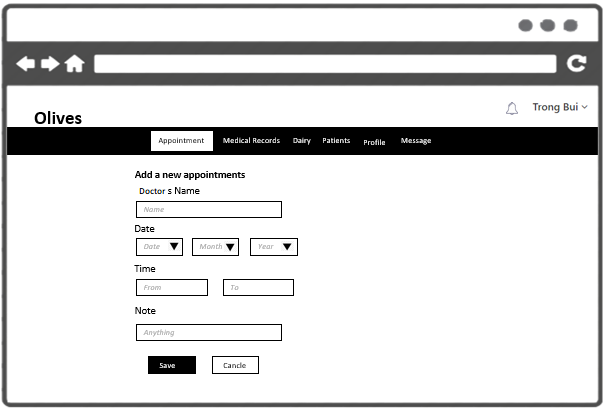 Trong Bui
Olives
Appointment Medical Records Dairy Patients Profile Message
Add a new appointments
Doctor s Name
Name
Date
Date Month Year
Time
From To
Note
Anything
Save Cancle